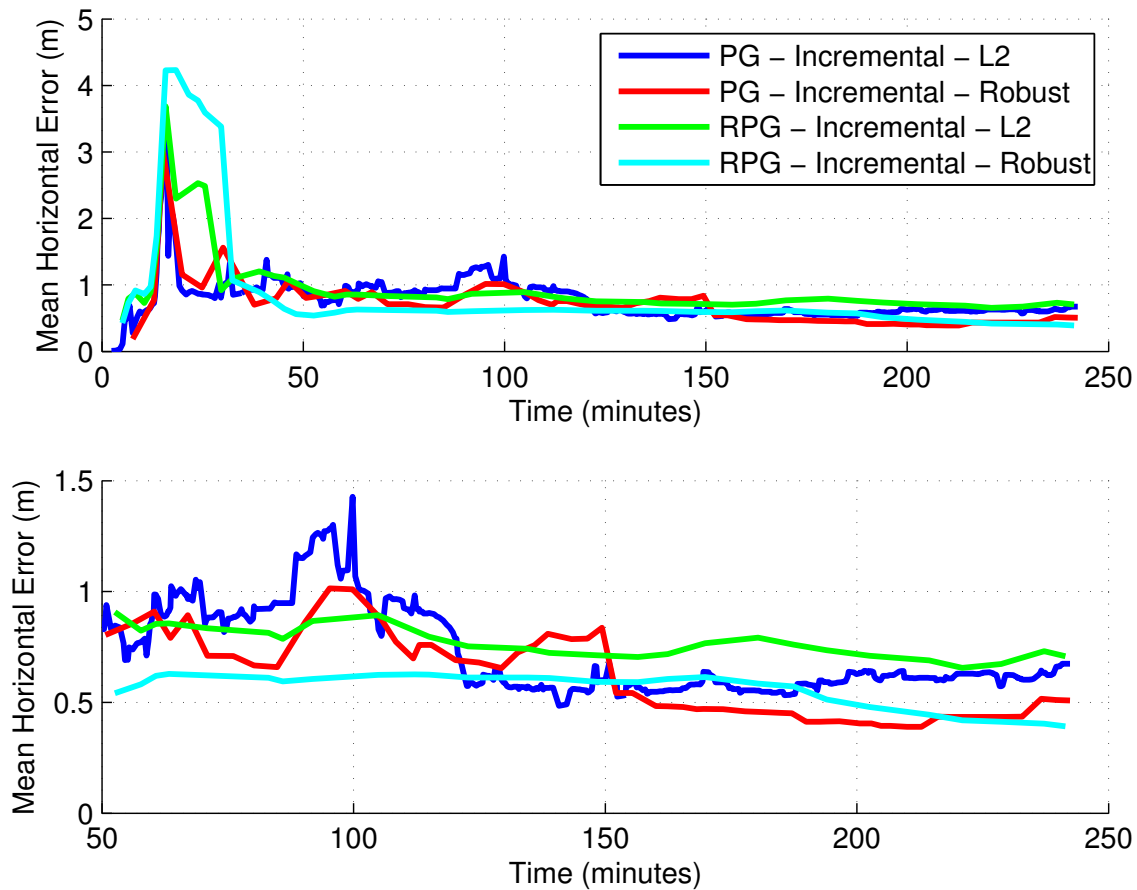 5
4
3
2
1
0
Mean Horizontal Error (m)
PG − Incremental − L2
PG − Incremental − Robust
RPG − Incremental − L2
RPG − Incremental − Robust
0 50 100 150 200 250
Time (minutes)
1.5
1
0.5
0
Mean Horizontal Error (m)
50 100 150 200 250
Time (minutes)